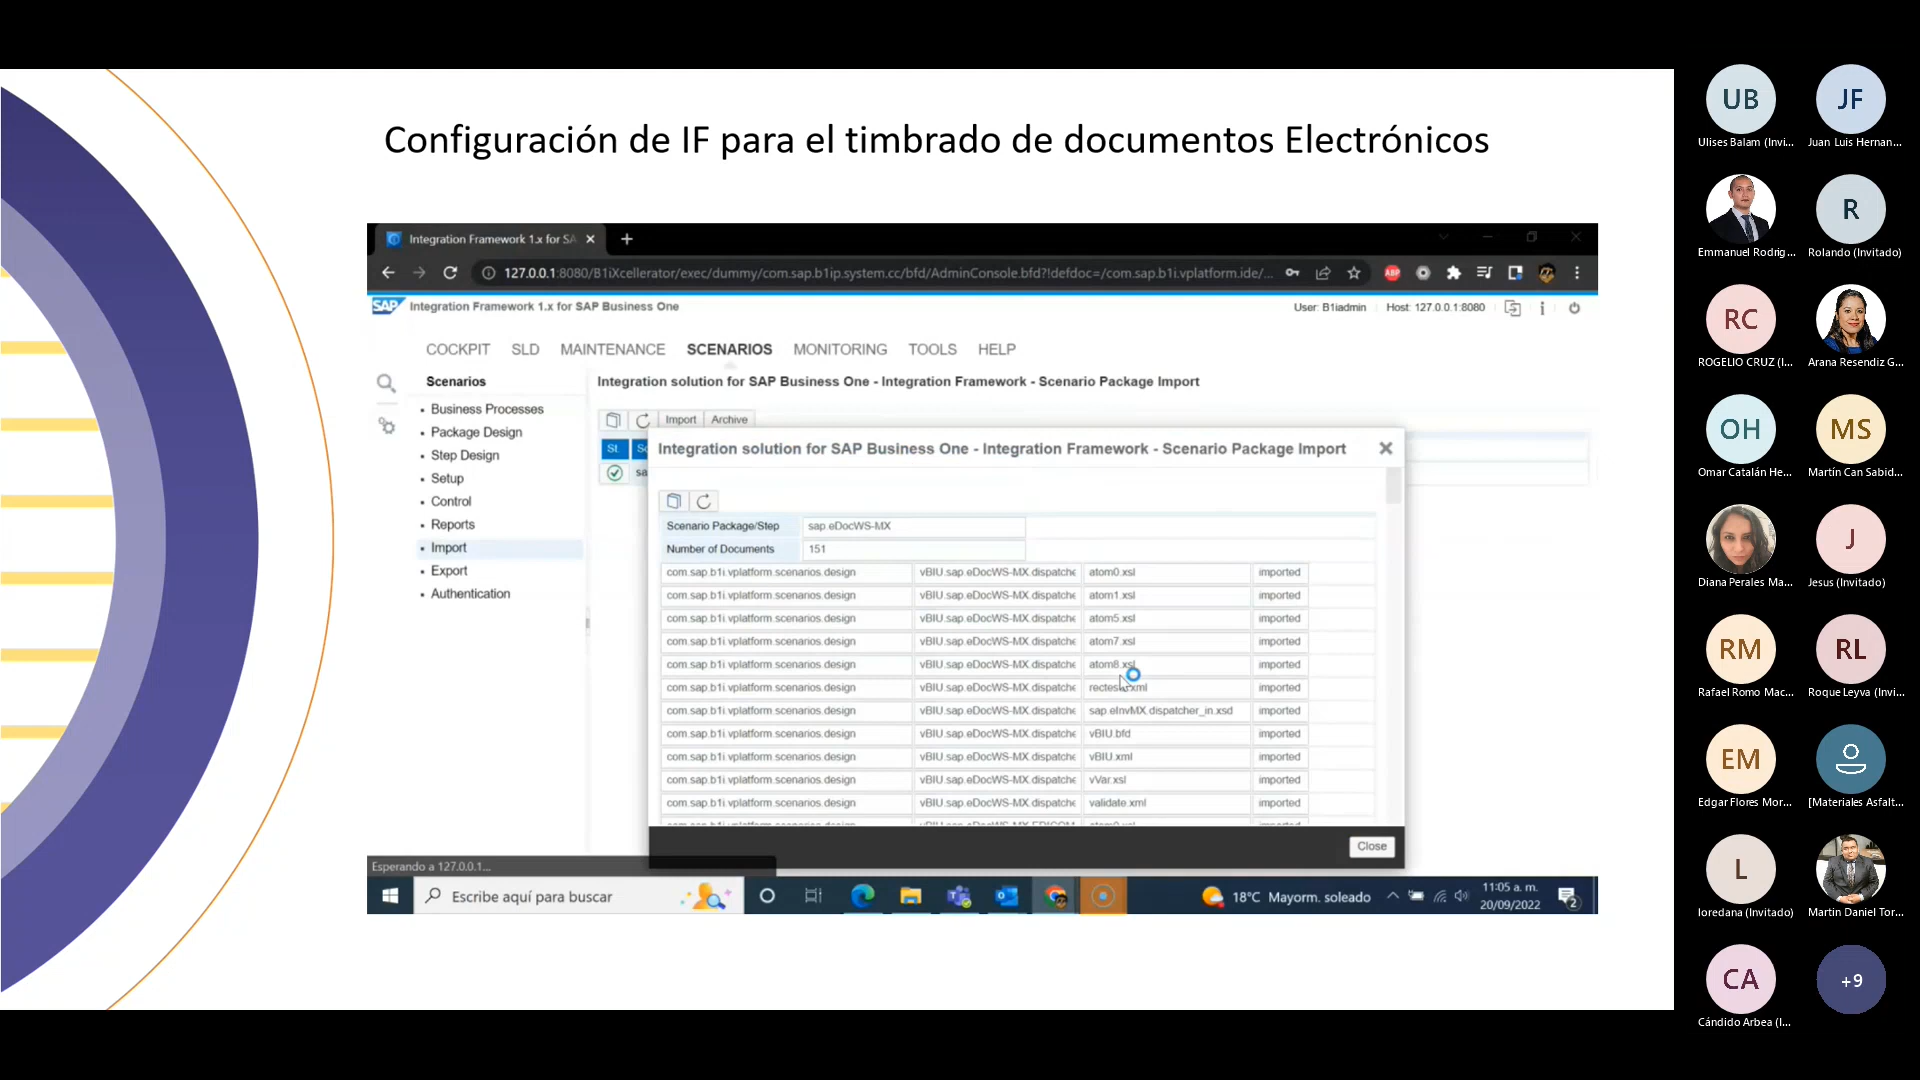 Configuración de IF para el timbrado de documentos Electrónicos
Integration Framework 1.x for SA
127.0.0.1:8080/B1iXcellerator/exec/dummy/com.sap.b1ip.system.cc/bfd/AdminConsole.bfd?!defdoc=/com.sap.b1i.vplatform.ide/...
ABP
SAP Integration Framework 1.x for SAP Business One
User: B1iadmin Host: 127.0.0.1:8080
COCKPIT SLD MAINTENANCE SCENARIOS MONITORING TOOLS HELP
Scenarios
Business Processes
Package Design
Step Design
Setup
Control
Reports
Import
Export
Authentication
Integration solution for SAP Business One - Integration Framework - Scenario Package Import
Import Archive
St. Sc
sa
Integration solution for SAP Business One - Integration Framework - Scenario Package Import
Scenario Package/Step sap.eDocWS-MX
Number of Documents 151
com.sap.b1i.vplatform.scenarios.design vBIU.sap.eDocWS-MX.dispatche atom0.xsl imported
com.sap.b1i.vplatform.scenarios.design vBIU.sap.eDocWS-MX.dispatche atom1.xsl imported
com.sap.b1i.vplatform.scenarios.design vBIU.sap.eDocWS-MX.dispatche atom5.xsl imported
com.sap.b1i.vplatform.scenarios.design vBIU.sap.eDocWS-MX.dispatche atom7.xsl imported
com.sap.b1i.vplatform.scenarios.design vBIU.sap.eDocWS-MX.dispatche atom8.xsl imported
com.sap.b1i.vplatform.scenarios.design vBIU.sap.eDocWS-MX.dispatche imported
com.sap.b1i.vplatform.scenarios.design vBIU.sap.eDocWS-MX.dispatche sap.eInvMX.dispatcher_in.xsd imported
com.sap.b1i.vplatform.scenarios.design vBIU.sap.eDocWS-MX.dispatche vBIU.bfd imported
com.sap.b1i.vplatform.scenarios.design vBIU.sap.eDocWS-MX.dispatche vBIU.xml imported
com.sap.b1i.vplatform.scenarios.design vBIU.sap.eDocWS-MX.dispatche vVar.xsl imported
com.sap.b1i.vplatform.scenarios.design vBIU.sap.eDocWS-MX.dispatche validate.xml imported
Close
Esperando a 127.0.0.1...
Escribe aquí para buscar
18°C Mayorm. soleado
11:05 a. m.
20/09/2022
2
UB JF
Ulises Balam (Invi... Juan Luis Hernan...
R
Emmanuel Rodrig... Rolando (Invitado)
RC
ROGELIO CRUZ (I... Arana Resendiz G...
OH MS
Omar Catalán He... Martín Can Sabid...
J
Diana Perales Ma... Jesus (Invitado)
RM RL
Rafael Romo Mac... Roque Leyva (Invi...
EM
Edgar Flores Mor... [Materiales Asfalt...
L
loredana (Invitado) Martin Daniel Tor...
CA +9
Cándido Arbea (I...